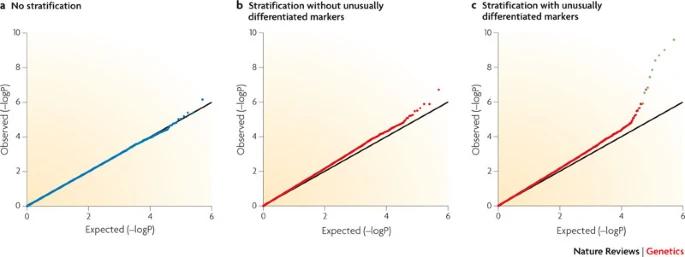 a No stratification
10
8
6
4
2
0
0 2 4 6
Observed (–logP)
Expected (–logP)
b Stratification without unusually
differentiated markers
10
8
6
4
2
0
0 2 4 6
Observed (–logP)
Expected (–logP)
c Stratification with unusually
differentiated markers
10
8
6
4
2
0
0 2 4 6
Observed (–logP)
Expected (–logP)
Nature Reviews | Genetics